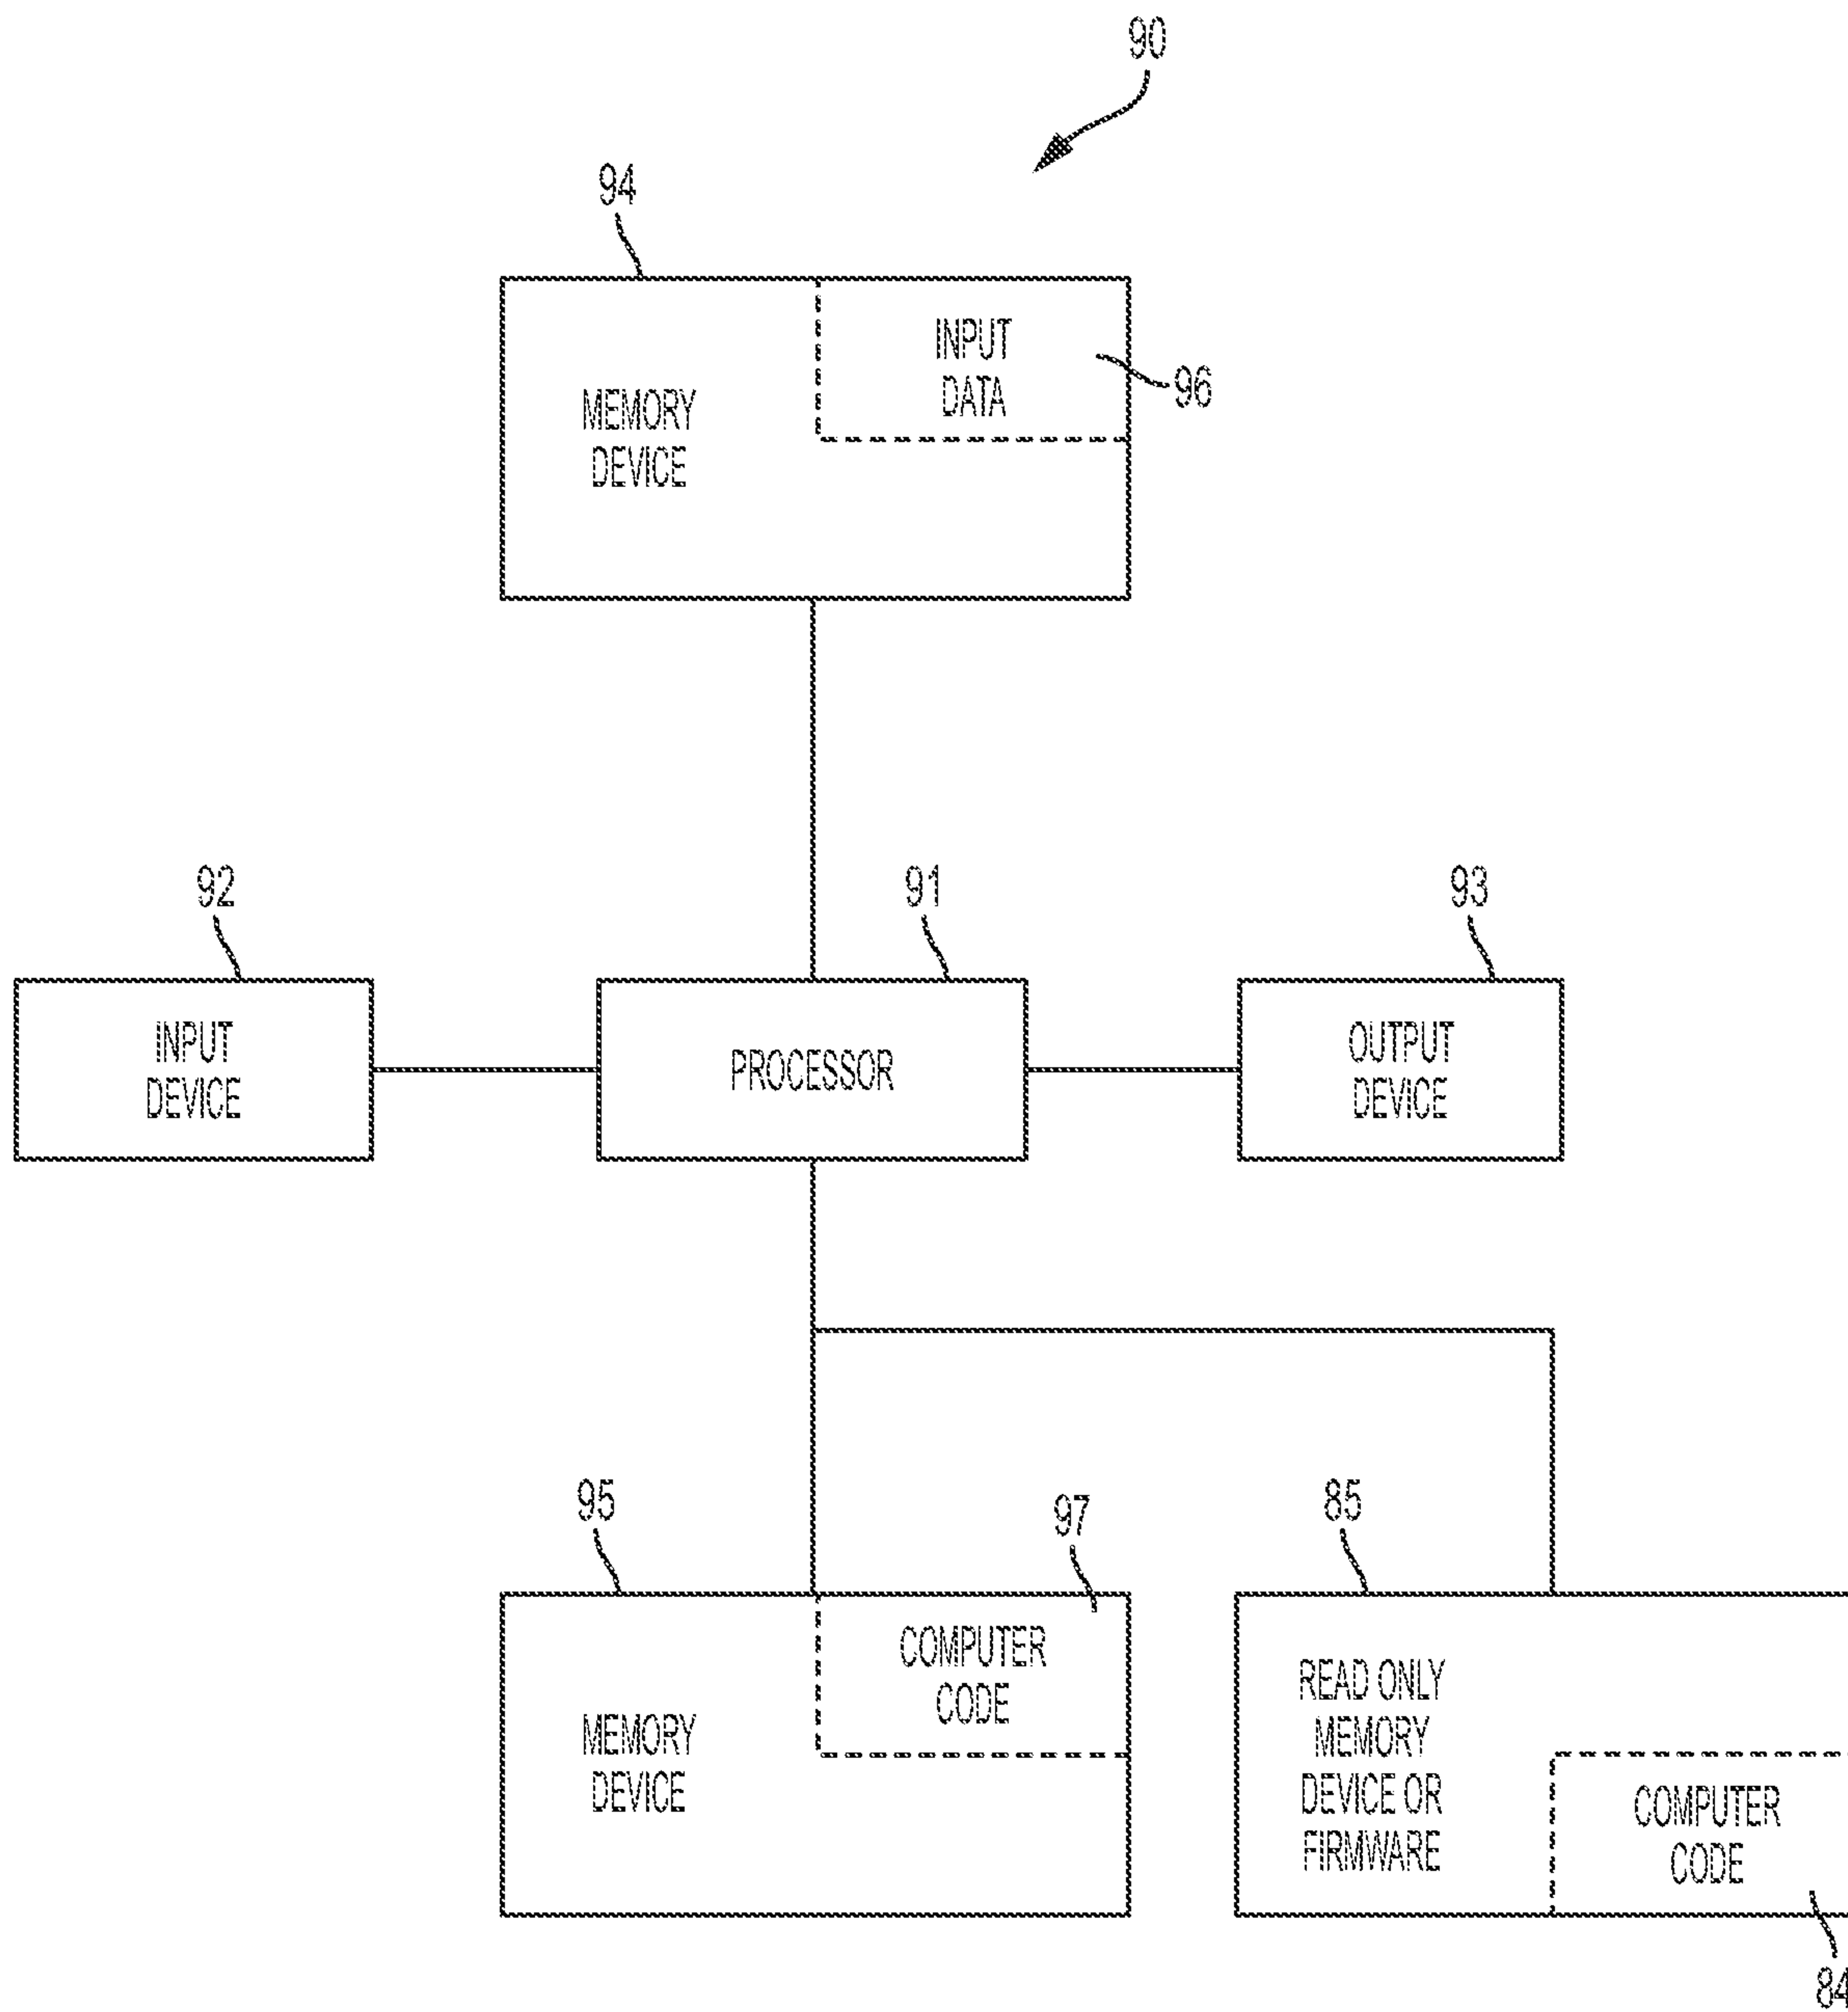 90
94
INPUT
DATA
96
MEMORY
DEVICE
92
91
93
INPUT
DEVICE
PROCESSOR
OUTPUT
DEVICE
95
97
85
COMPUTER
CODE
MEMORY
DEVICE
READ ONLY
MEMORY
DEVICE OR
FIRMWARE
COMPUTER
CODE
84